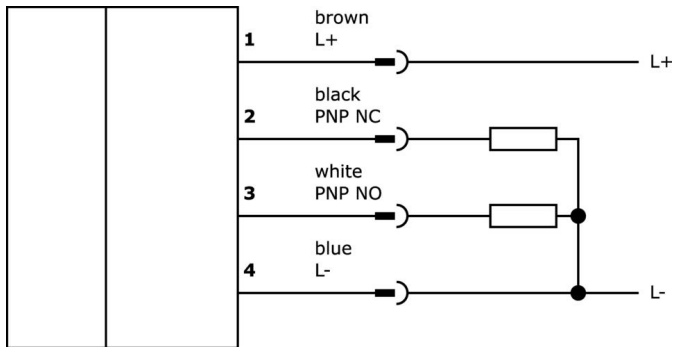 brown
1 L+
L+
black
2 PNP NC
white
3 PNP NO
blue
4 L-
L-